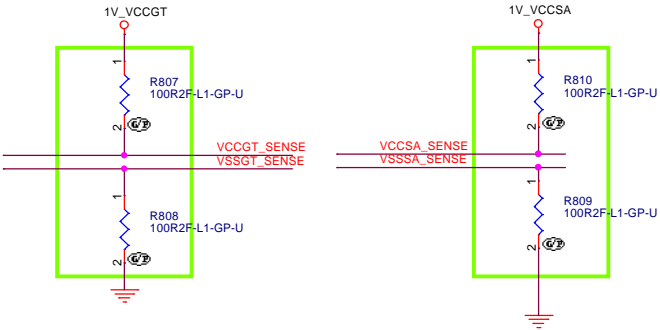 1V_VCCGT
1
R807
100R2F-L1-GP-U
2
G/P
VCCGT_SENSE
VSSGT_SENSE
1
R808
100R2F-L1-GP-U
2
G/P
1V_VCCSA
1
R810
100R2F-L1-GP-U
2
G/P
VCCSA_SENSE
VSSSA_SENSE
1
R809
100R2F-L1-GP-U
2
G/P